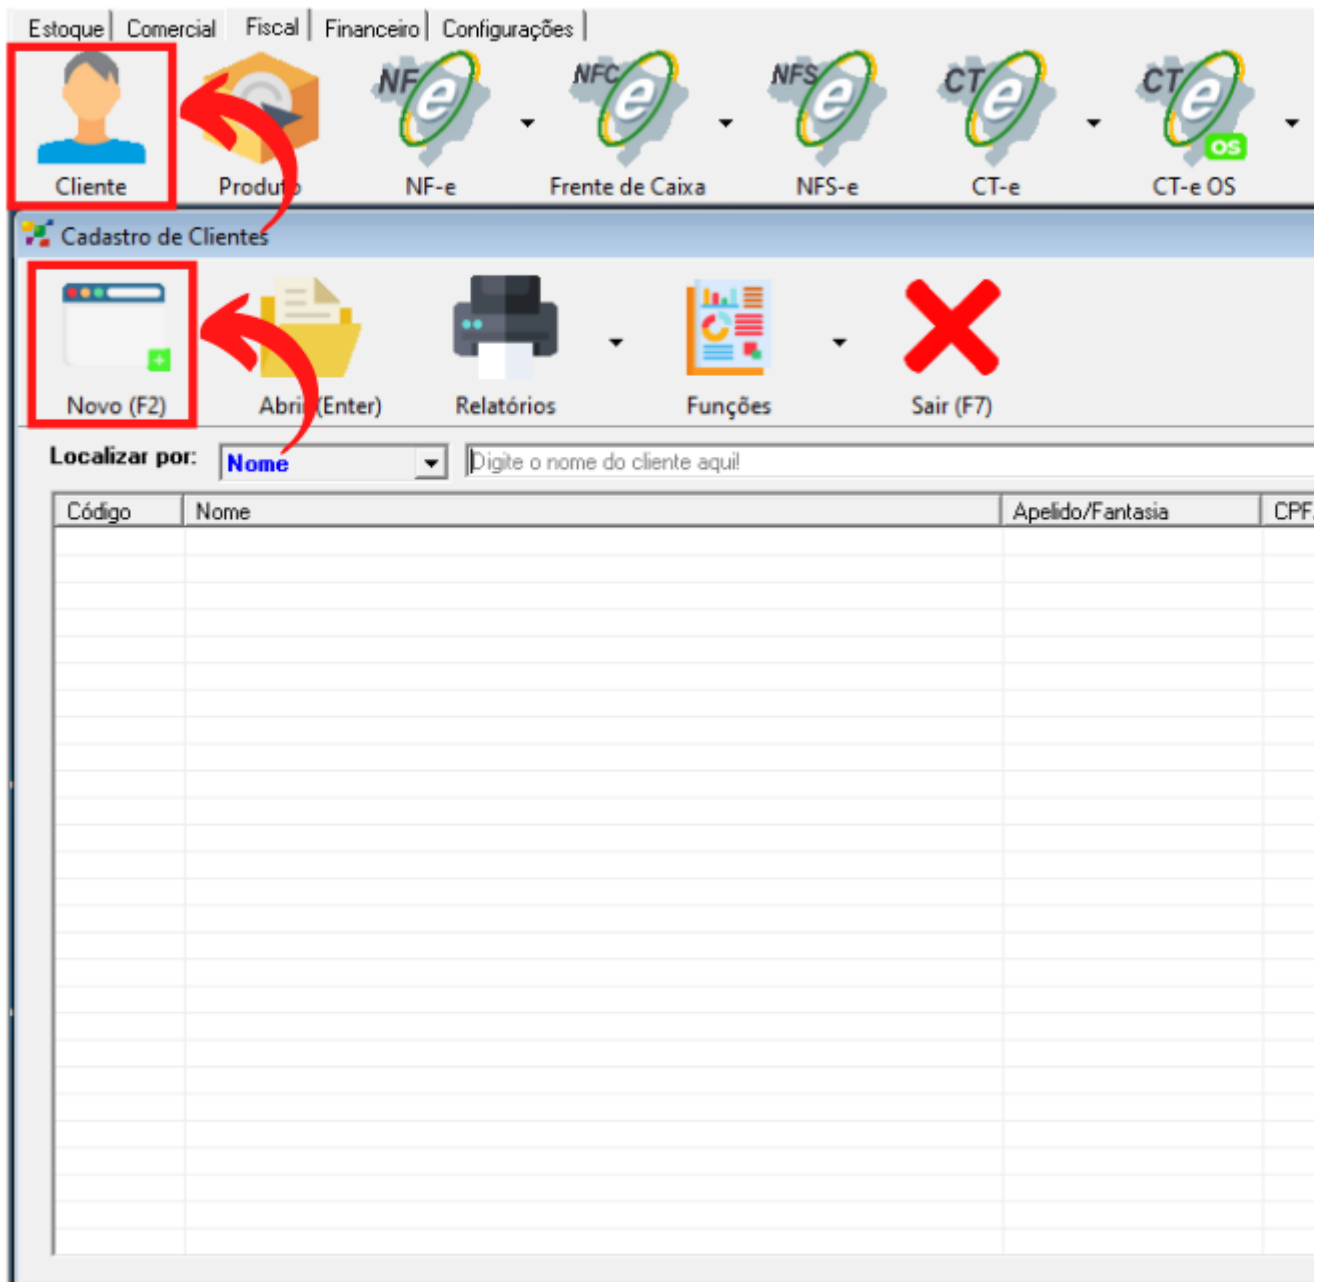 Estoque Comercial Fiscal Financeiro Configurações
NF e NFC e NFS e CT e CT e OS
Cliente Produto NF-e Frente de Caixa NFS-e CT-e CT-e OS
Cadastro de Clientes
Novo (F2) Abrir (Enter) Relatórios Funções Sair (F7)
Localizar por: Nome Digite o nome do cliente aqui!
Código Nome Apelido/Fantasia CPF